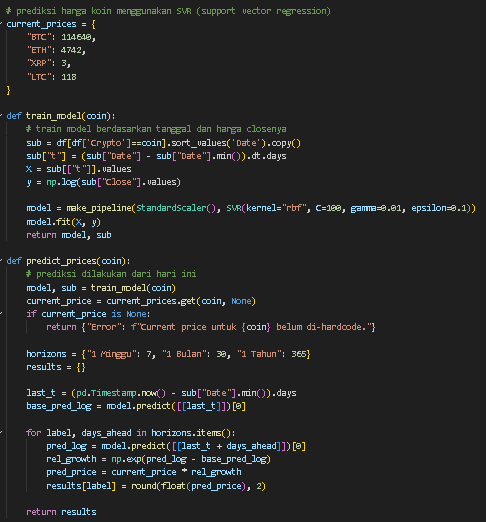 # prediksi harga koin menggunakan SVR (support vector regression)
current_prices = {
    "BTC": 114640,
    "ETH": 4742,
    "XRP": 3,
    "LTC": 118
}
def train_model(coin):
    # train model berdasarkan tanggal dan harga closenya
    sub = df[df['Crypto']==coin].sort_values('Date').copy()
    sub["t"] = (sub["Date"] - sub["Date"].min()).dt.days
    X = sub[["t"]].values
    y = np.log(sub["Close"].values)
    model = make_pipeline(StandardScaler(), SVR(kernel="rbf", C=100, gamma=0.01, epsilon=0.1))
    model.fit(X, y)
    return model, sub
def predict_prices(coin):
    # prediksi dilakukan dari hari ini
    model, sub = train_model(coin)
    current_price = current_prices.get(coin, None)
    if current_price is None:
        return {"Error": f"Current price untuk {coin} belum di-hardcode."}
    horizons = {"1 Minggu": 7, "1 Bulan": 30, "1 Tahun": 365}
    results = {}
    last_t = (pd.Timestamp.now() - sub["Date"].min()).days
    base_pred_log = model.predict([[last_t]])[0]
    for label, days_ahead in horizons.items():
        pred_log = model.predict([[last_t + days_ahead]])[0]
        rel_growth = np.exp(pred_log - base_pred_log)
        pred_price = current_price * rel_growth
        results[label] = round(float(pred_price), 2)
    return results